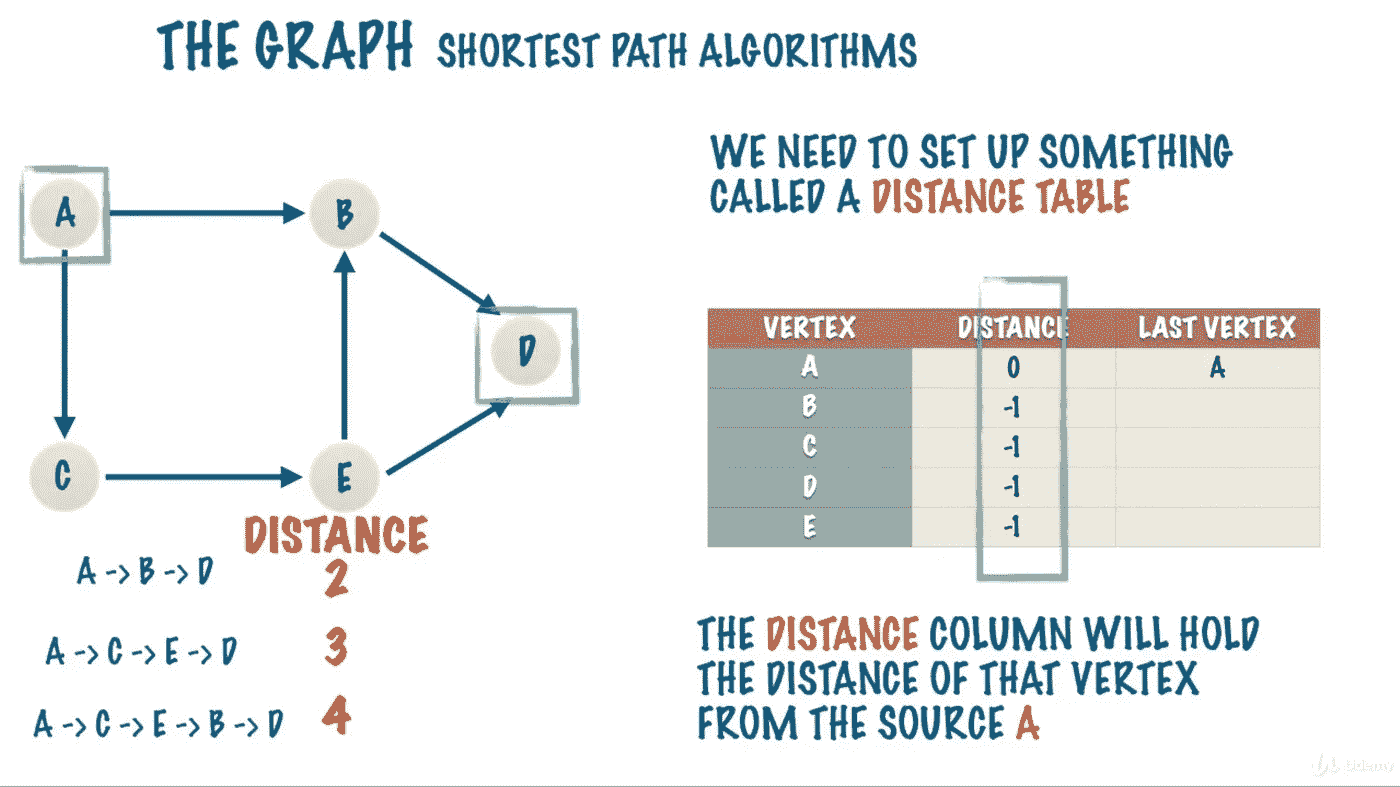 THE GRAPH SHORTEST PATH ALGORITHMS
A
B
D
C
E
DISTANCE
A -> B -> D 2
A -> C -> E -> D 3
A -> C -> E -> B -> D 4
WE NEED TO SET UP SOMETHING
CALLED A DISTANCE TABLE
VERTEX DISTANCE LAST VERTEX
A 0 A
B -1
C -1
D -1
E -1
THE DISTANCE COLUMN WILL HOLD
THE DISTANCE OF THAT VERTEX
FROM THE SOURCE A
Udemy